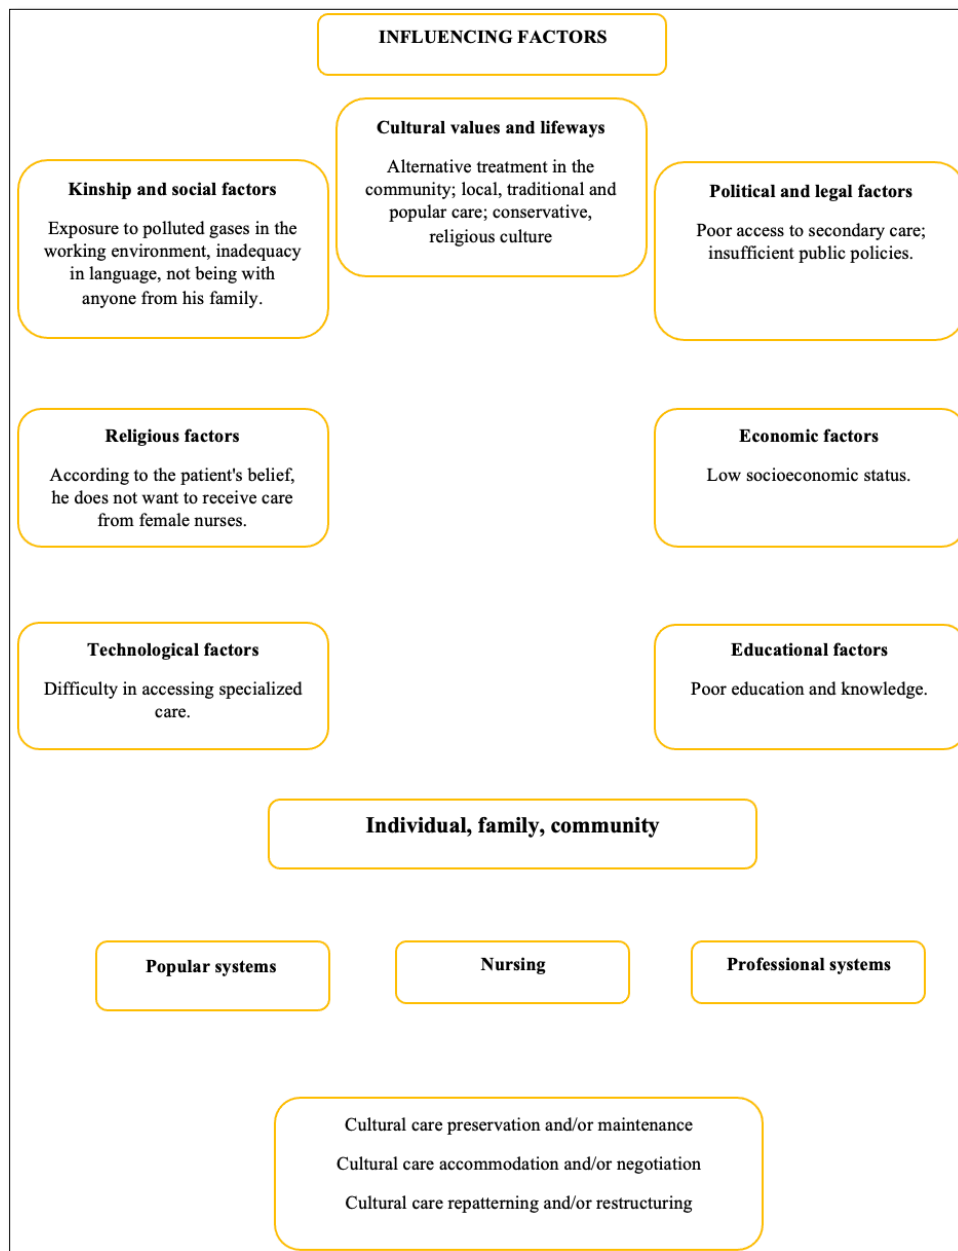 INFLUENCING FACTORS
Cultural values and lifeways
Alternative treatment in the
community; local, traditional and
popular care; conservative,
religious culture
Kinship and social factors
Exposure to polluted gases in the
working environment, inadequacy
in language, not being with
anyone from his family.
Political and legal factors
Poor access to secondary care;
insufficient public policies.
Religious factors
According to the patient's belief,
he does not want to receive care
from female nurses.
Economic factors
Low socioeconomic status.
Technological factors
Difficulty in accessing specialized
care.
Educational factors
Poor education and knowledge.
Individual, family, community
Popular systems
Nursing
Professional systems
Cultural care preservation and/or maintenance
Cultural care accommodation and/or negotiation
Cultural care repatterning and/or restructuring